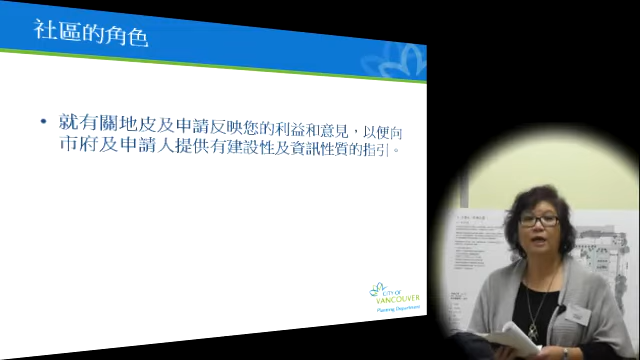 社區的角色
• 就有關地皮及申請反映您的利益和意見，以便向
市府及申請人提供有建設性及資訊性質的指引。
CITY OF
VANCOUVER
Planning Department